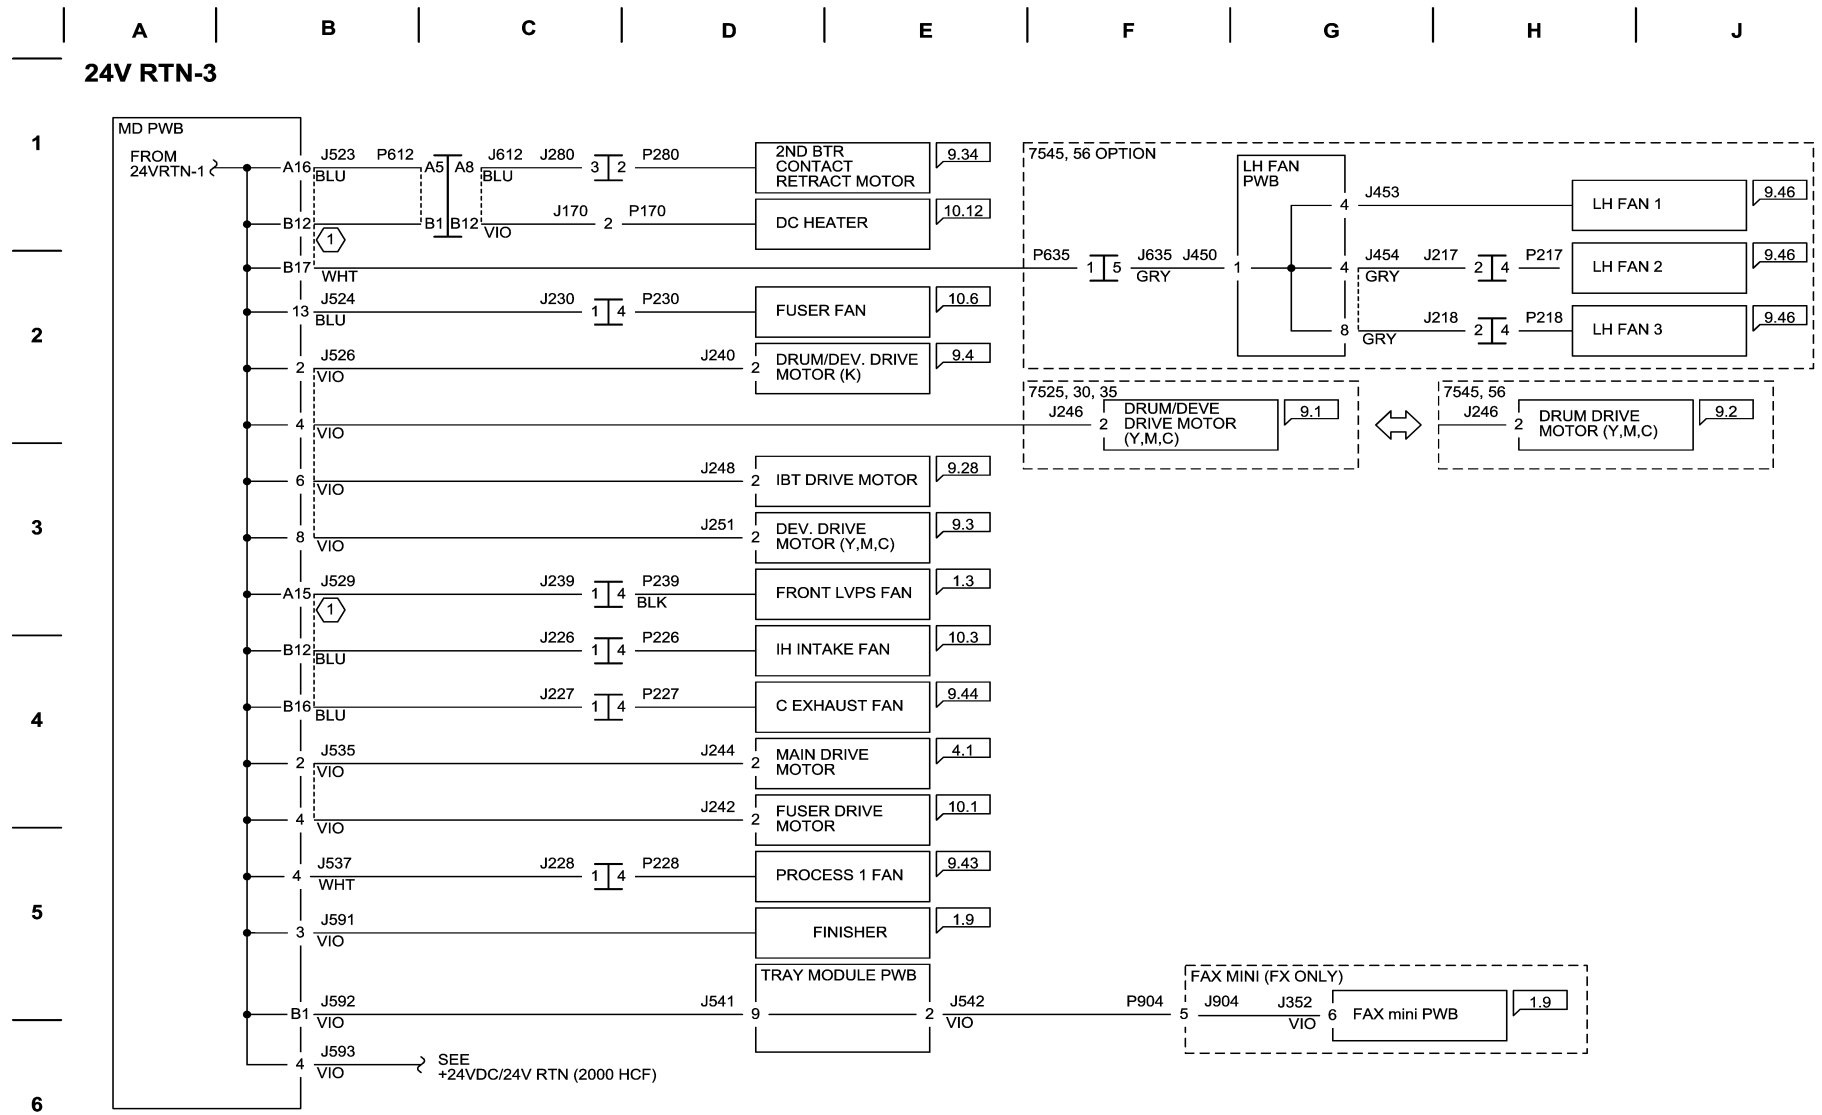 A B C D E F G H J
24V RTN-3
1
MD PWB
FROM
24VRTN-1
A16 J523 P612 A5 A8 J612 J280 3 2 P280
BLU BLU
2ND BTR
CONTACT
RETRACT MOTOR
9.34
B12 B1 B12 J170 2 P170
1 VIO
DC HEATER
10.12
7545, 56 OPTION
LH FAN
PWB
4 J453
LH FAN 1
9.46
B17
WHT
P635 1 5 J635 J450 1
GRY
4 J454 J217 2 4 P217
GRY
LH FAN 2
9.46
8 J218 2 4 P218
GRY
LH FAN 3
9.46
2
13 J524 J230 1 4 P230
BLU
FUSER FAN
10.6
2 J526 J240 2
VIO
DRUM/DEV. DRIVE
MOTOR (K)
9.4
4
VIO
7525, 30, 35
J246 2
DRUM/DEVE
DRIVE MOTOR
(Y,M,C)
9.1
7545, 56
J246 2
DRUM DRIVE
MOTOR (Y,M,C)
9.2
3
6 J248 2
VIO
IBT DRIVE MOTOR
9.28
8 J251 2
VIO
DEV. DRIVE
MOTOR (Y,M,C)
9.3
A15 J529 J239 1 4 P239
1 BLK
FRONT LVPS FAN
1.3
4
B12 J226 1 4 P226
BLU
IH INTAKE FAN
10.3
B16 J227 1 4 P227
BLU
C EXHAUST FAN
9.44
2 J535 J244 2
VIO
MAIN DRIVE
MOTOR
4.1
4 J242 2
VIO
FUSER DRIVE
MOTOR
10.1
5
4 J537 J228 1 4 P228
WHT
PROCESS 1 FAN
9.43
3 J591
VIO
FINISHER
1.9
TRAY MODULE PWB
B1 J592 J541 9 2 J542 P904 5
VIO VIO
FAX MINI (FX ONLY)
J904 J352 6
VIO
FAX mini PWB
1.9
6
4 J593
VIO
SEE
+24VDC/24V RTN (2000 HCF)